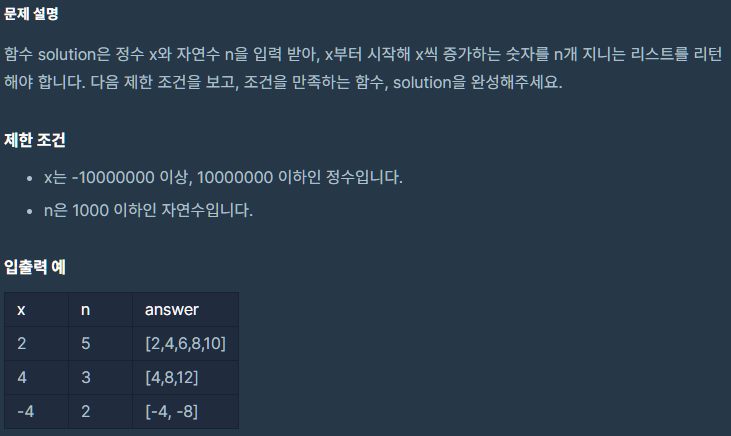 문제 설명
함수 solution은 정수 x와 자연수 n을 입력 받아, x부터 시작해 x씩 증가하는 숫자를 n개 지니는 리스트를 리턴
해야 합니다. 다음 제한 조건을 보고, 조건을 만족하는 함수, solution을 완성해주세요.
제한 조건
• x는 -10000000 이상, 10000000 이하인 정수입니다.
• n은 1000 이하인 자연수입니다.
입출력 예
x n answer
2 5 [2,4,6,8,10]
4 3 [4,8,12]
-4 2 [-4, -8]